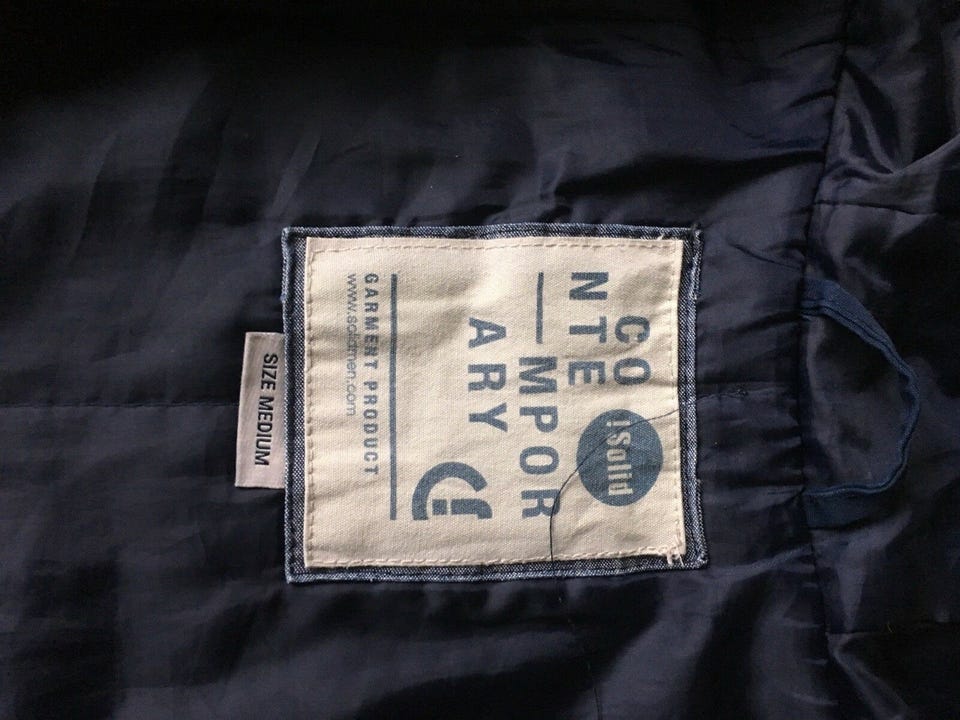 CO
NTE
!Solid
— MPOR
ARY
GARMENT PRODUCT
www.solidmen.com
SIZE MEDIUM